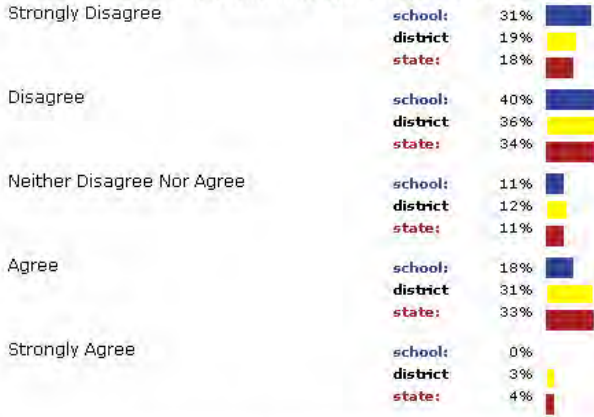 Strongly Disagree school: 31%
district 19%
state: 18%
Disagree school: 40%
district 36%
state: 34%
Neither Disagree Nor Agree school: 11%
district 12%
state: 11%
Agree school: 18%
district 31%
state: 33%
Strongly Agree school: 0%
district 3%
state: 4%